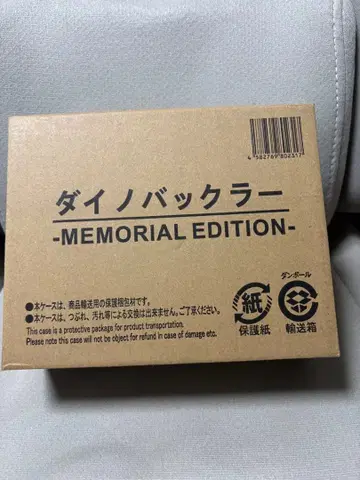 4582769802317
ダイノバックラー
-MEMORIAL EDITION-
●本ケースは、商品輸送用の保護梱包材です。
●本ケースは、つぶれ、汚れ等による交換は出来ません。ご了承ください。
This case is a protective package for product transportation.
Please note this case will not be object for refund in case of damage etc.
紙
保護紙
ダンボール
輸送箱